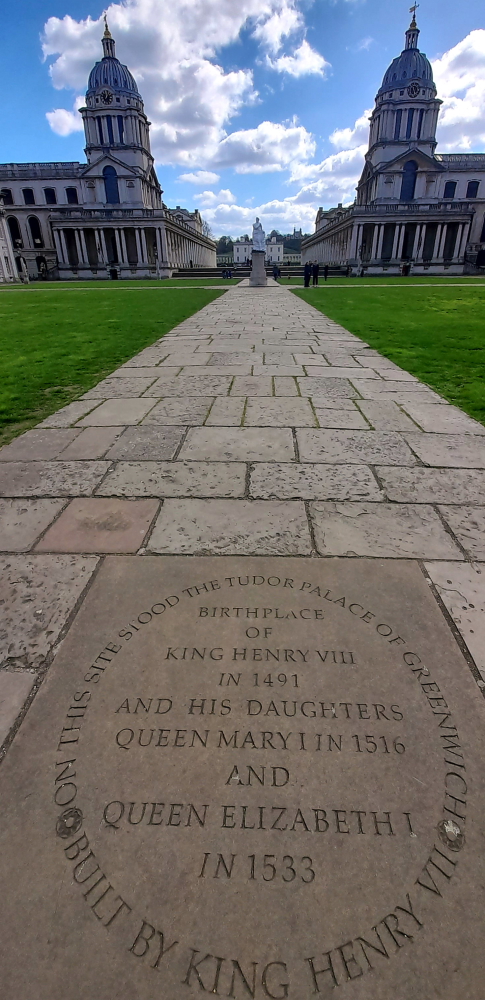 ON THIS SITE STOOD THE TUDOR PALACE OF GREENWICH
BIRTHPLACE
OF
KING HENRY VIII
IN 1491
AND HIS DAUGHTERS
QUEEN MARY I IN 1516
AND
QUEEN ELIZABETH I
IN 1533
BUILT BY KING HENRY VII